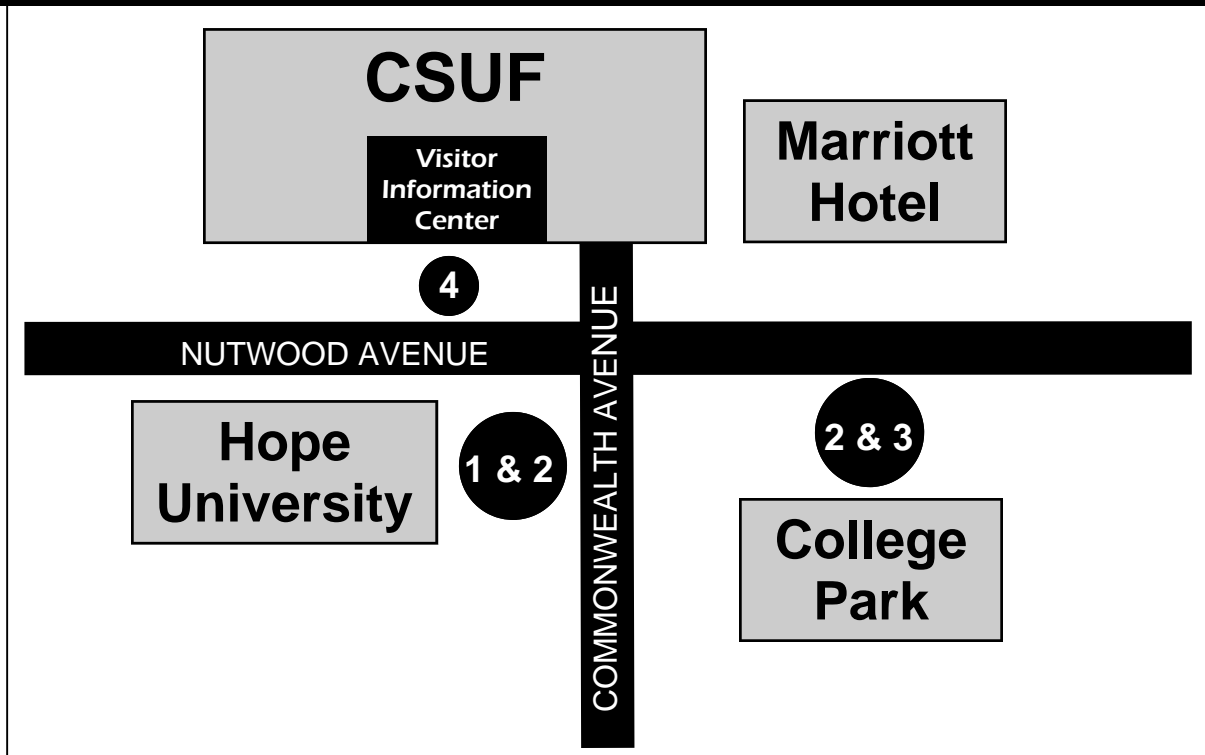 CSUF
Visitor
Information
Center
Marriott
Hotel
4
NUTWOOD AVENUE
COMMONWEALTH AVENUE
Hope
University
1 & 2
2 & 3
College
Park